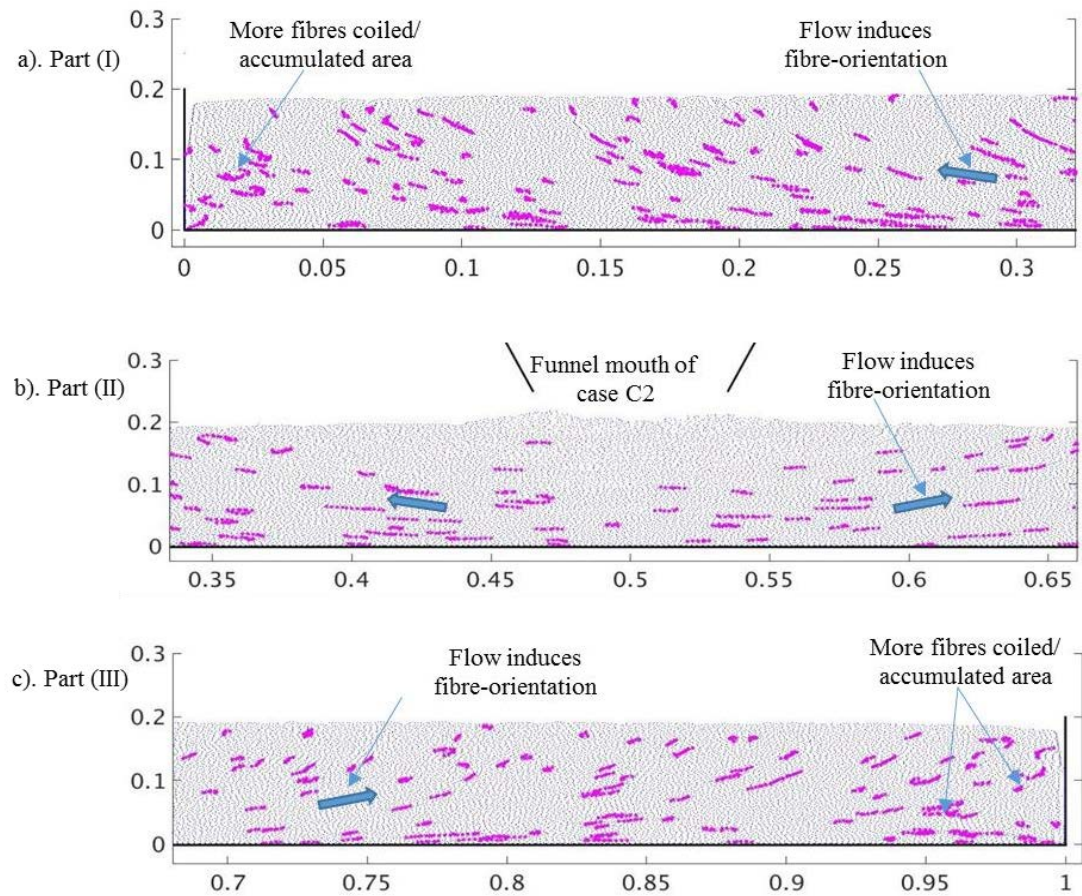 a). Part (I)
More fibres coiled/
accumulated area
Flow induces
fibre-orientation
0.3
0.2
0.1
0
0 0.05 0.1 0.15 0.2 0.25 0.3
b). Part (II)
Funnel mouth of
case C2
Flow induces
fibre-orientation
0.3
0.2
0.1
0
0.35 0.4 0.45 0.5 0.55 0.6 0.65
c). Part (III)
Flow induces
fibre-orientation
More fibres coiled/
accumulated area
0.3
0.2
0.1
0
0.7 0.75 0.8 0.85 0.9 0.95 1